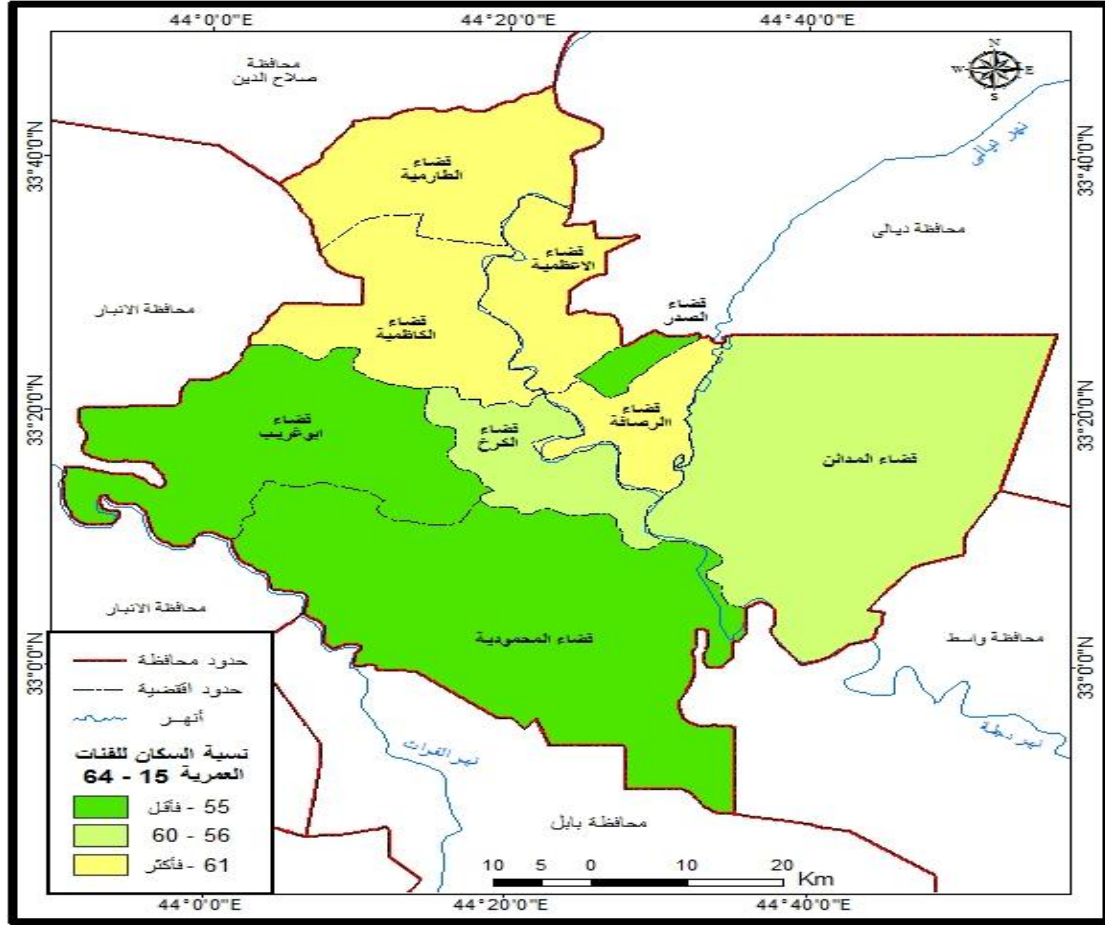 44°0'0"E
44°20'0"E
44°40'0"E
N
W
E
S
محافظة
صلاح الدين
33°40'0"N
33°40'0"N
نهر ديالى
قضاء
الطارمية
محافظة ديالى
قضاء
الاعظمية
قضاء
الصدر
محافظة الانبار
قضاء
الكاظمية
33°20'0"N
33°20'0"N
قضاء
ابوغريب
قضاء
الكرخ
قضاء
الرصافة
قضاء المدائن
محافظة الانبار
قضاء المحمودية
محافظة واسط
33°0'0"N
33°0'0"N
نهر دجلة
نهر الفرات
محافظة بابل
حدود محافظة
حدود اقضية
أنهـر
نسبة السكان للفئات
العمرية 15 - 64
55 - فأقل
56 - 60
61 - فأكثر
10 5 0 10 20
Km
44°0'0"E
44°20'0"E
44°40'0"E